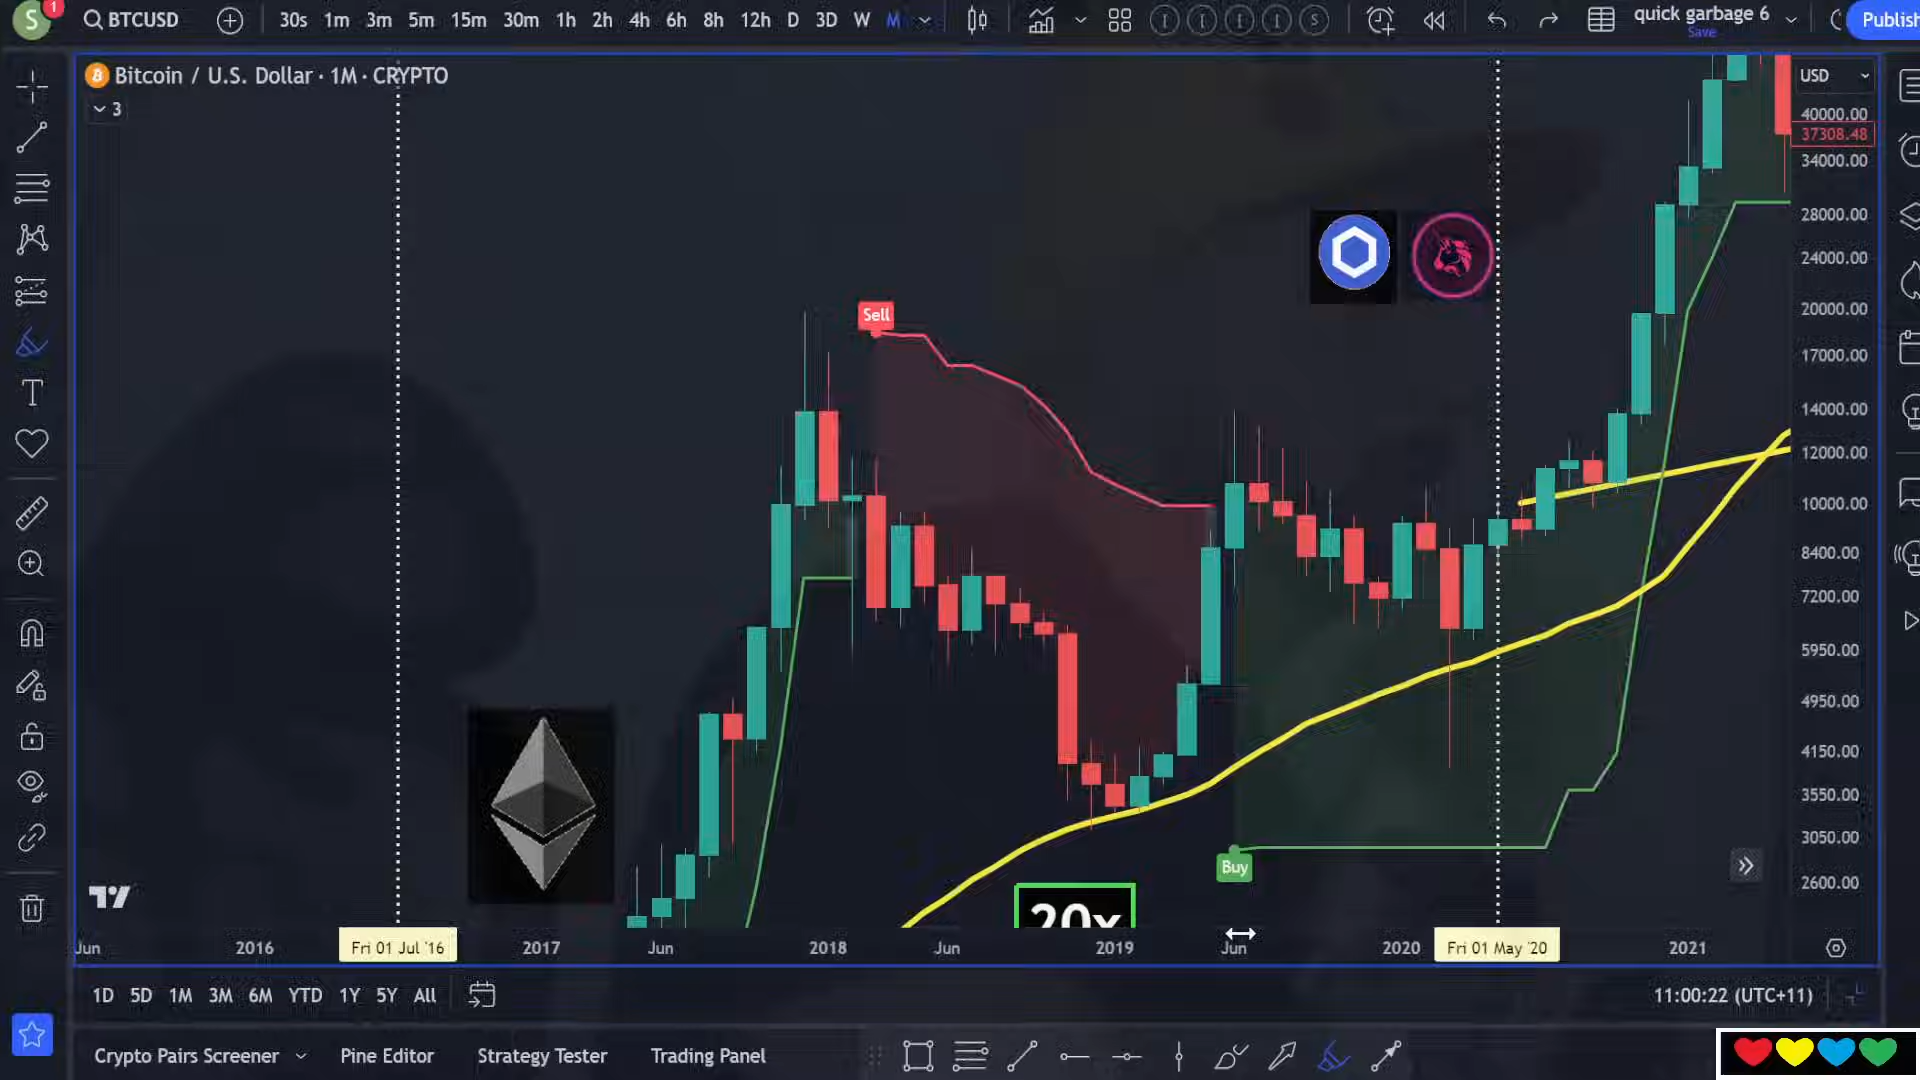 S 1 BTCUSD 30s 1m 3m 5m 15m 30m 1h 2h 4h 6h 8h 12h D 3D W M quick garbage 6 Publish
Save
Bitcoin / U.S. Dollar · 1M · CRYPTO
3
USD
40000.00
37308.48
34000.00
28000.00
24000.00
20000.00
17000.00
14000.00
12000.00
10000.00
8400.00
7200.00
5950.00
4950.00
4150.00
3550.00
3050.00
2600.00
Sell
Buy
20x
Jun 2016 Fri 01 Jul '16 2017 Jun 2018 Jun 2019 Jun 2020 Fri 01 May '20 2021
1D 5D 1M 3M 6M YTD 1Y 5Y All 11:00:22 (UTC+11)
Crypto Pairs Screener Pine Editor Strategy Tester Trading Panel